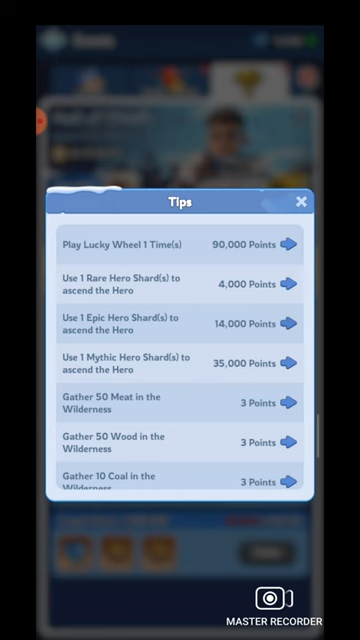 Tips
Play Lucky Wheel 1 Time(s)
90,000 Points
Use 1 Rare Hero Shard(s) to
ascend the Hero
4,000 Points
Use 1 Epic Hero Shard(s) to
ascend the Hero
14,000 Points
Use 1 Mythic Hero Shard(s) to
ascend the Hero
35,000 Points
Gather 50 Meat in the
Wilderness
3 Points
Gather 50 Wood in the
Wilderness
3 Points
Gather 10 Coal in the
Wilderness
3 Points
MASTER RECORDER